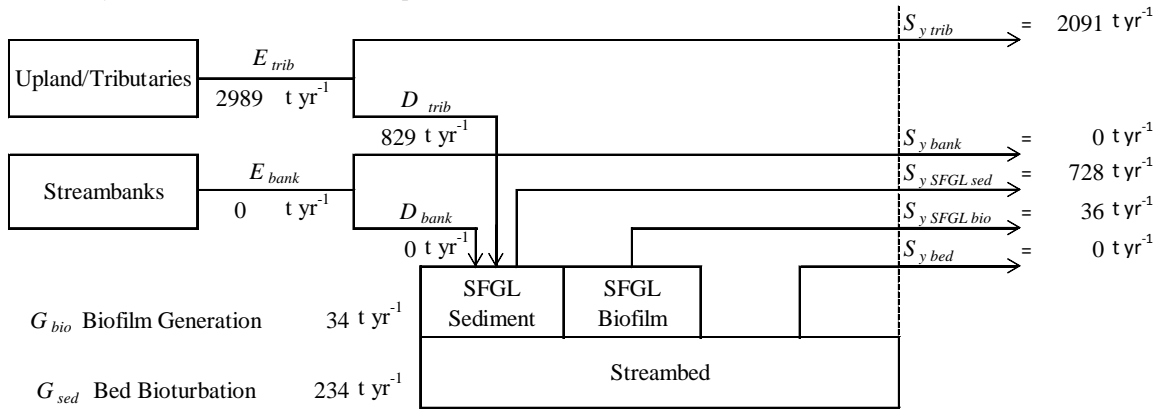 S y trib = 2091 t yr-1
Upland/Tributaries
E trib
2989 t yr-1
D trib
829 t yr-1
S y bank = 0 t yr-1
Streambanks
E bank
0 t yr-1
S y SFGL sed = 728 t yr-1
D bank
0 t yr-1
S y SFGL bio = 36 t yr-1
S y bed = 0 t yr-1
SFGL
Sediment
SFGL
Biofilm
G bio Biofilm Generation 34 t yr-1
Streambed
G sed Bed Bioturbation 234 t yr-1